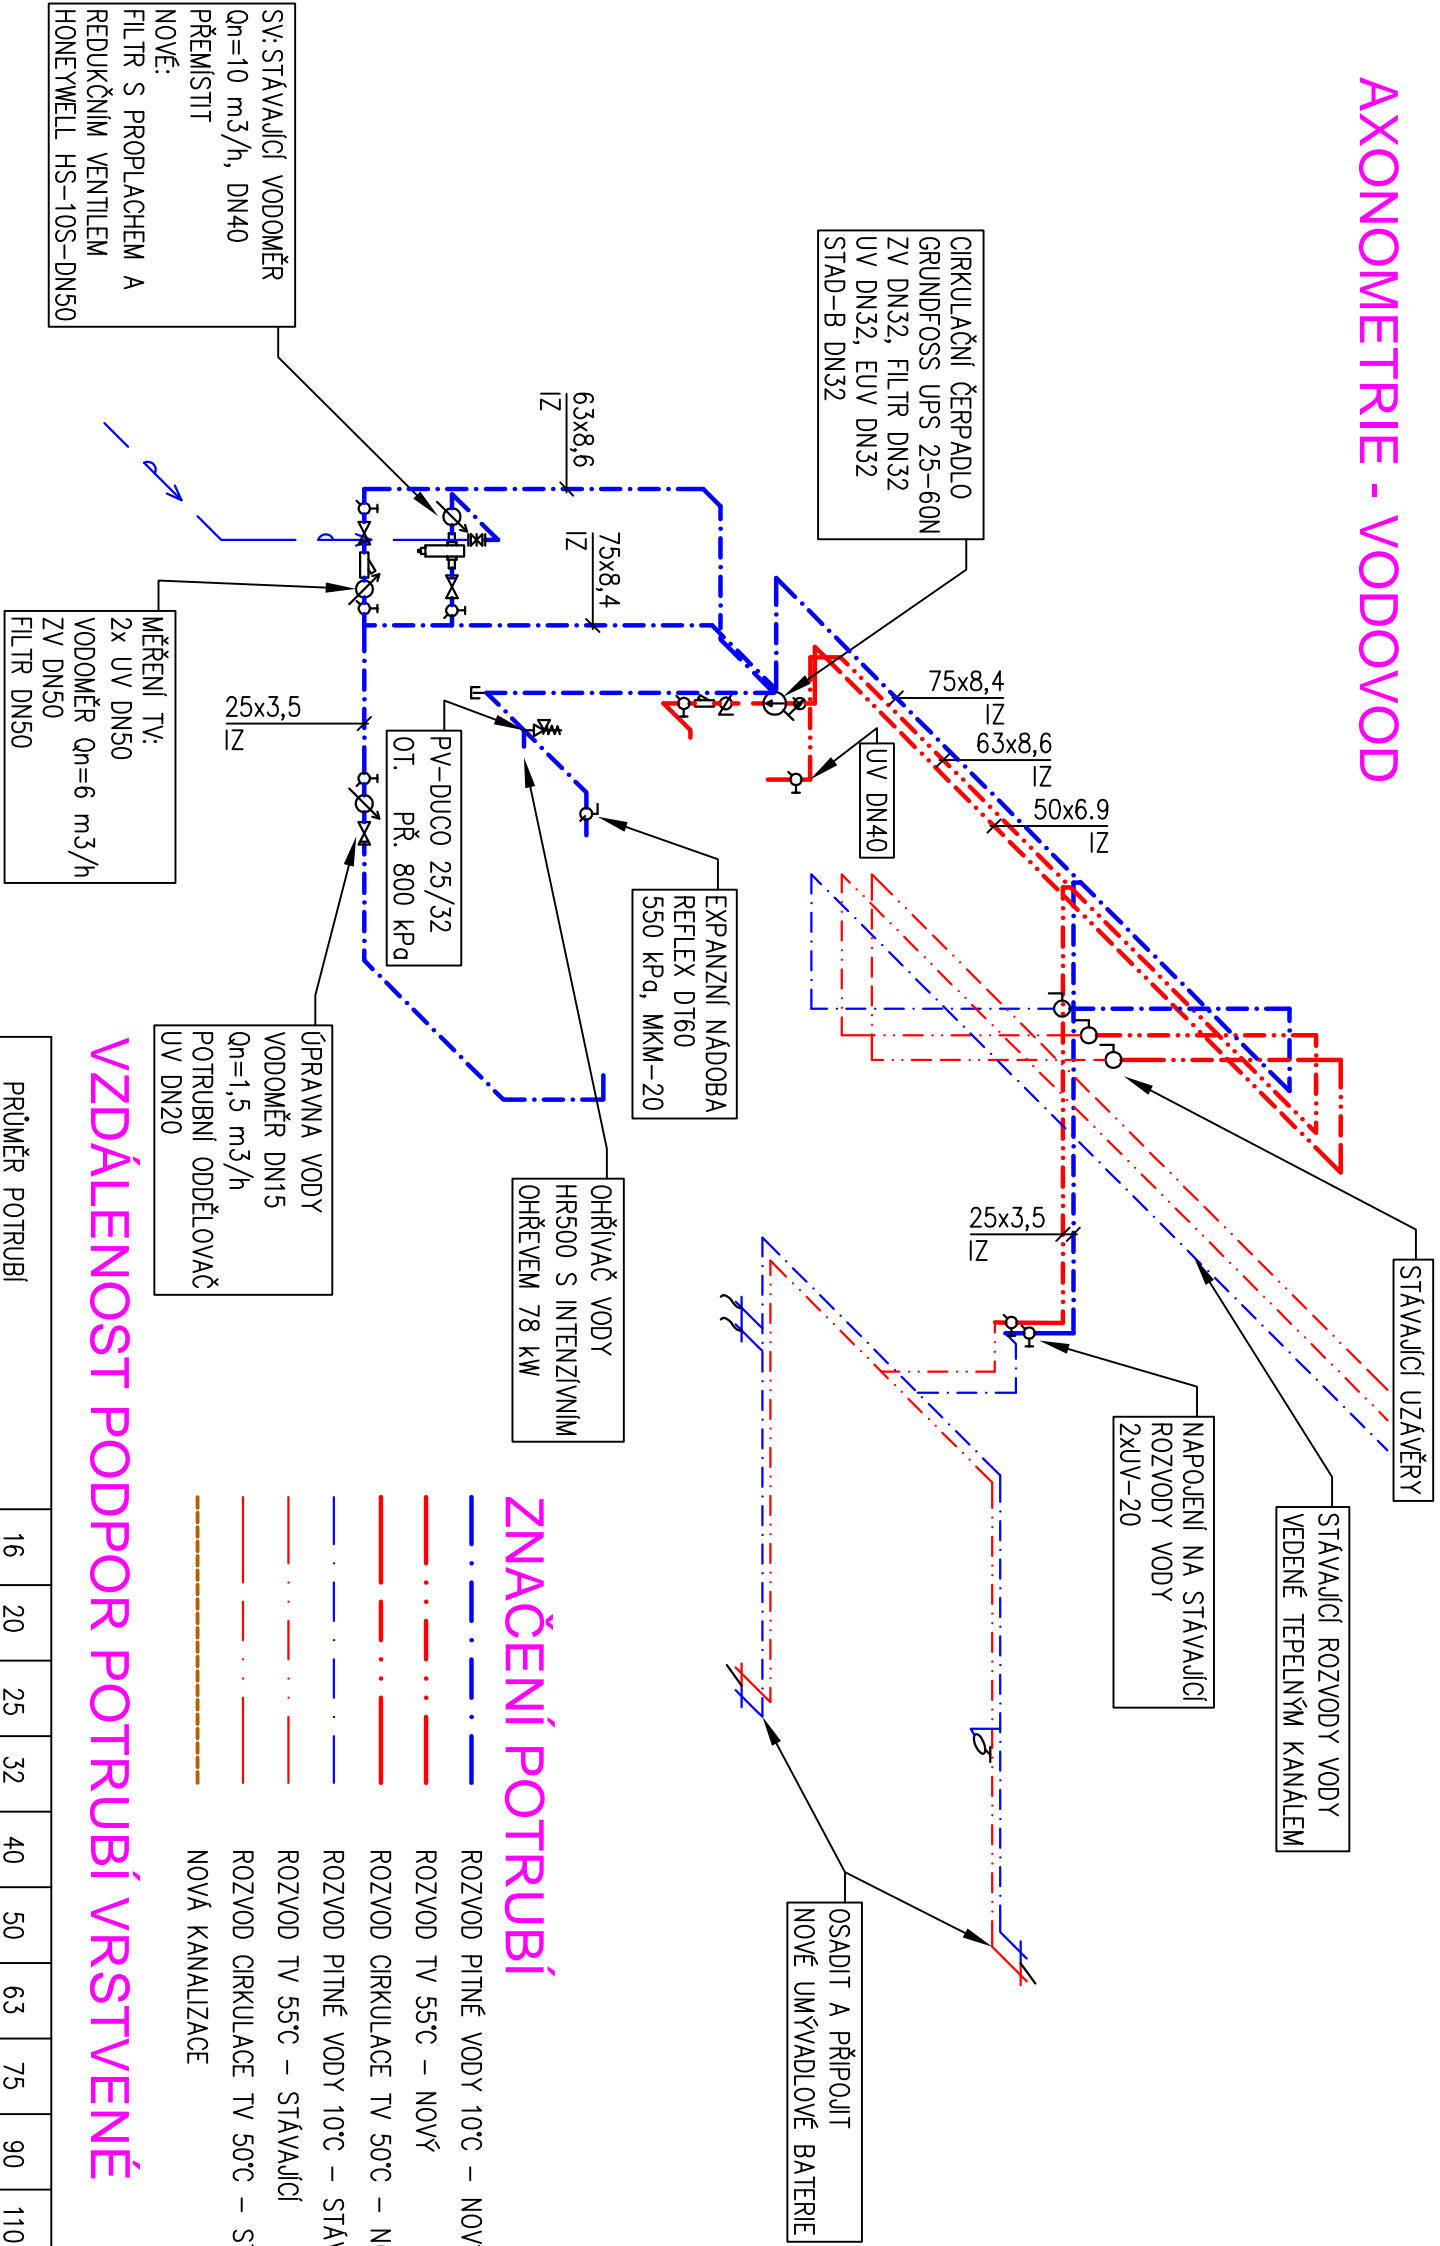 AXONOMETRIE - VODOVOD
STÁVAJÍCÍ UZÁVĚRY
STÁVAJÍCÍ ROZVODY VODY
VEDENÉ TEPELNÝM KANÁLEM
NAPOJENÍ NA STÁVAJÍCÍ
ROZVODY VODY
2xUV-20
CIRKULAČNÍ ČERPADLO
GRUNDFOSS UPS 25-60N
ZV DN32, FILTR DN32
UV DN32, EUV DN32
STAD-B DN32
75x8,4
IZ
63x8,6
IZ
50x6.9
IZ
25x3,5
IZ
UV DN40
OSADIT A PŘIPOJIT
NOVÉ UMÝVADLOVÉ BATERIE
EXPANZNÍ NÁDOBA
REFLEX DT60
550 kPa, MKM-20
63x8,6
IZ
75x8,4
IZ
OHŘÍVAČ VODY
HR500 S INTENZÍVNÍM
OHŘEVEM 78 kW
PV-DUCO 25/32
OT. PŘ. 800 kPa
25x3,5
IZ
SV:STÁVAJÍCÍ VODOMĚR
Qn=10 m3/h, DN40
PŘEMÍSTIT
NOVÉ:
FILTR S PROPLACHEM A
REDUKČNÍM VENTILEM
HONEYWELL HS-10S-DN50
MĚŘENÍ TV:
2x UV DN50
VODOMĚR Qn=6 m3/h
ZV DN50
FILTR DN50
ÚPRAVNA VODY
VODOMĚR DN15
Qn=1,5 m3/h
POTRUBNÍ ODDĚLOVAČ
UV DN20
ZNAČENÍ POTRUBÍ
ROZVOD PITNÉ VODY 10°C - NOV
ROZVOD TV 55°C - NOVÝ
ROZVOD CIRKULACE TV 50°C - N
ROZVOD PITNÉ VODY 10°C - STÁV
ROZVOD TV 55°C - STÁVAJÍCÍ
ROZVOD CIRKULACE TV 50°C - S
NOVÁ KANALIZACE
VZDÁLENOST PODPOR POTRUBÍ VRSTVENÉ
PRŮMĚR POTRUBÍ 16 20 25 32 40 50 63 75 90 110